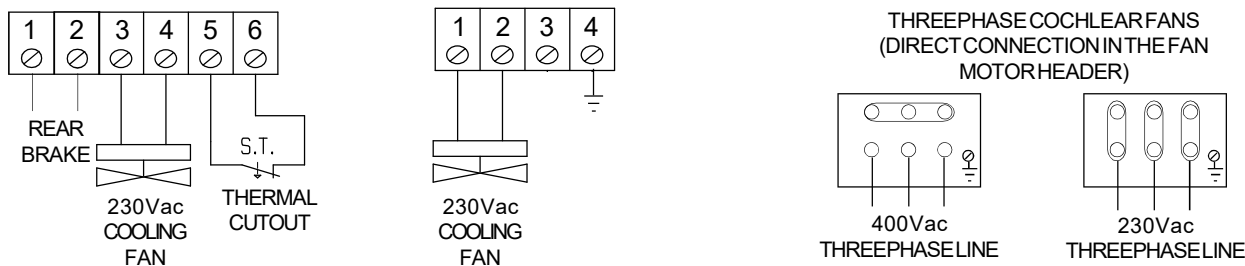 1 2 3 4 5 6
REAR
BRAKE
230Vac
COOLING
FAN
S.T.
THERMAL
CUTOUT
1 2 3 4
230Vac
COOLING
FAN
THREEPHASE COCHLEAR FANS
(DIRECT CONNECTION IN THE FAN
MOTOR HEADER)
400Vac
THREEPHASE LINE
230Vac
THREEPHASE LINE